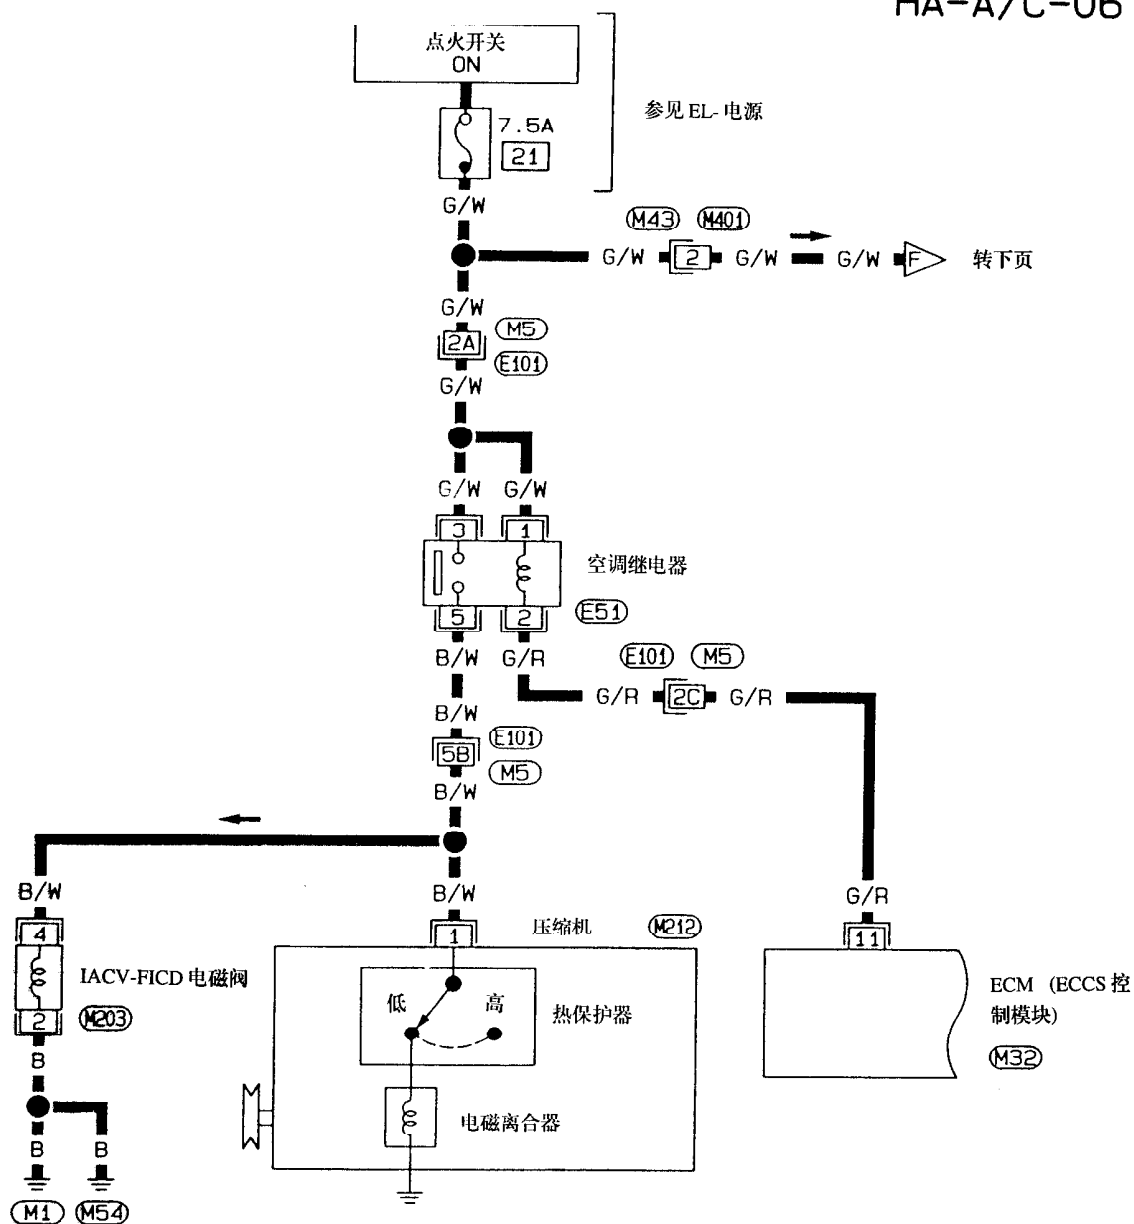 HA-A/C-06
点火开关
ON
参见 EL- 电源
7.5A
21
G/W
M43 M401
G/W 2 G/W G/W F 转下页
G/W
M5
2A
E101
G/W
G/W G/W
3 1
空调继电器
E51
5 2
B/W G/R
E101 M5
G/R 2C G/R
B/W
E101
5B
M5
B/W
B/W B/W G/R
4 1 压缩机 M212 11
IACV-FICD 电磁阀
2 M203
低 高
热保护器
ECM (ECCS 控
制模块)
M32
B
电磁离合器
B B
M1 M54